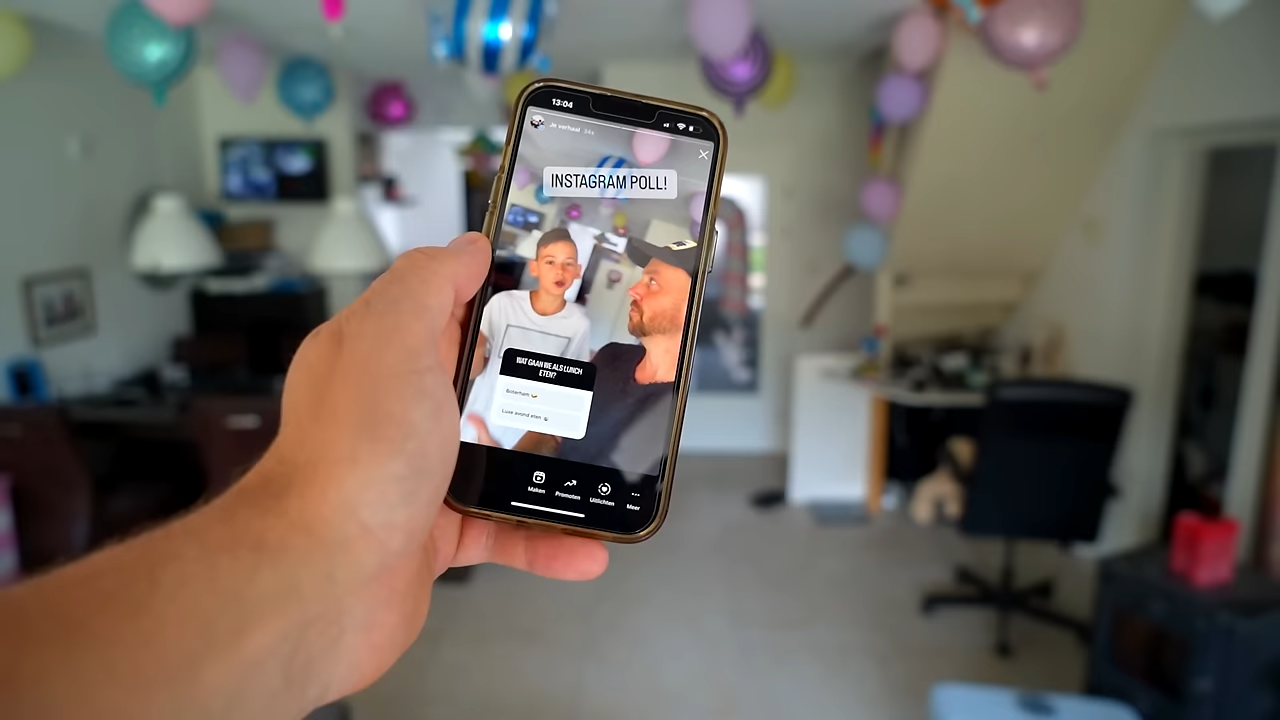 13:04
Je verhaal 34s
INSTAGRAM POLL!
WAT GAAN WE ALS LUNCH
ETEN?
Boterham
Luxe avond eten
Maken
Promoten
Uitlichten
Meer